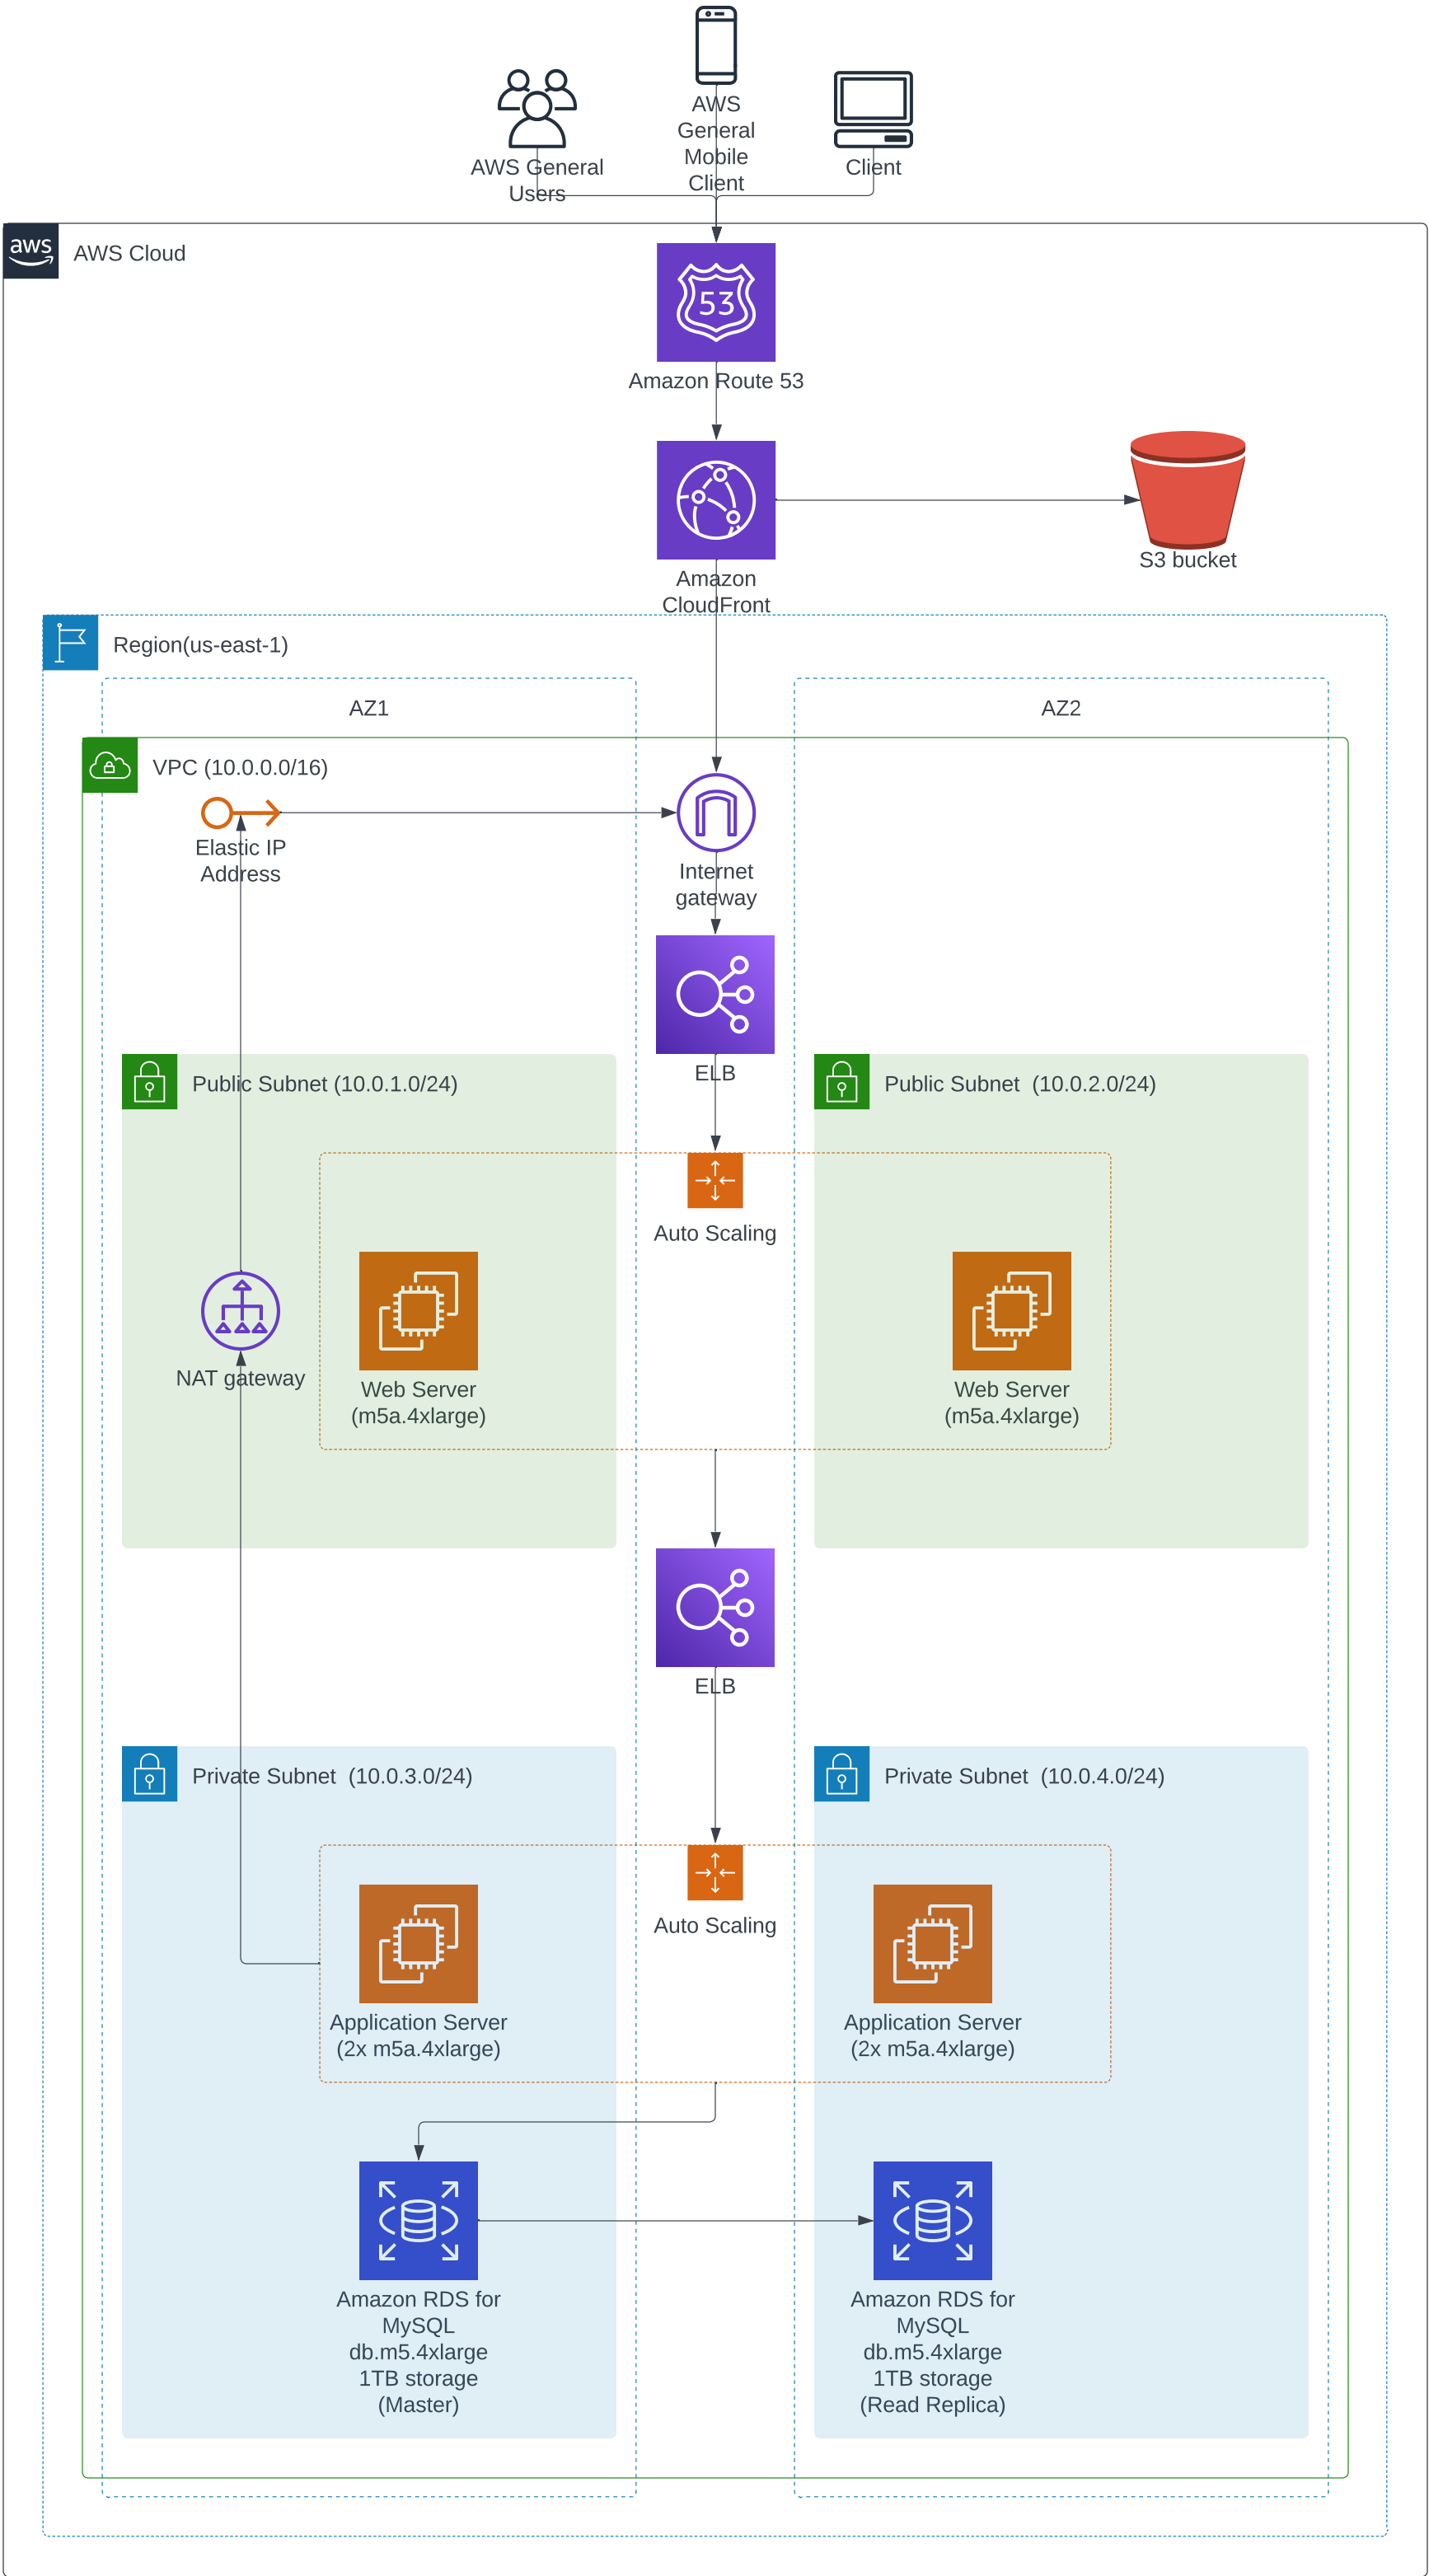 AWS
General
Mobile
Client
AWS General
Users
Client
aws
AWS Cloud
53
Amazon Route 53
Amazon
CloudFront
S3 bucket
Region(us-east-1)
AZ1
AZ2
VPC (10.0.0.0/16)
Elastic IP
Address
Internet
gateway
ELB
Public Subnet (10.0.1.0/24)
Public Subnet  (10.0.2.0/24)
Auto Scaling
NAT gateway
Web Server
(m5a.4xlarge)
Web Server
(m5a.4xlarge)
ELB
Private Subnet  (10.0.3.0/24)
Private Subnet  (10.0.4.0/24)
Auto Scaling
Application Server
(2x m5a.4xlarge)
Application Server
(2x m5a.4xlarge)
Amazon RDS for
MySQL
db.m5.4xlarge
1TB storage
(Master)
Amazon RDS for
MySQL
db.m5.4xlarge
1TB storage
(Read Replica)